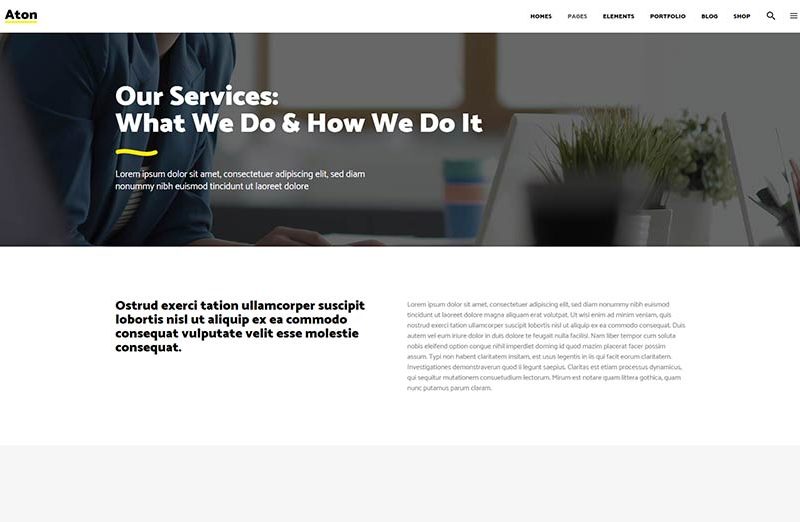 Aton
HOMES PAGES ELEMENTS PORTFOLIO BLOG SHOP
Our Services:
What We Do & How We Do It
Lorem ipsum dolor sit amet, consectetuer adipiscing elit, sed diam
nonummy nibh euismod tincidunt ut laoreet dolore
Ostrud exerci tation ullamcorper suscipit
lobortis nisl ut aliquip ex ea commodo
consequat vulputate velit esse molestie
consequat.
Lorem ipsum dolor sit amet, consectetuer adipiscing elit, sed diam nonummy nibh euismod
tincidunt ut laoreet dolore magna aliquam erat volutpat. Ut wisi enim ad minim veniam, quis
nostrud exerci tation ullamcorper suscipit lobortis nisl ut aliquip ex ea commodo consequat. Duis
autem vel eum iriure dolor in duis dolore te feugait nulla facilisi. Nam liber tempor cum soluta
nobis eleifend option congue nihil imperdiet doming id quod mazim placerat facer possim
assum. Typi non habent claritatem insitam, est usus legentis in iis qui facit eorum claritatem.
Investigationes demonstraverun quod ii legunt saepius. Claritas est etiam processus dynamicus,
qui sequitur mutationem consuetudium lectorum. Mirum est notare quam littera gothica, quam
nunc putamus parum claram.